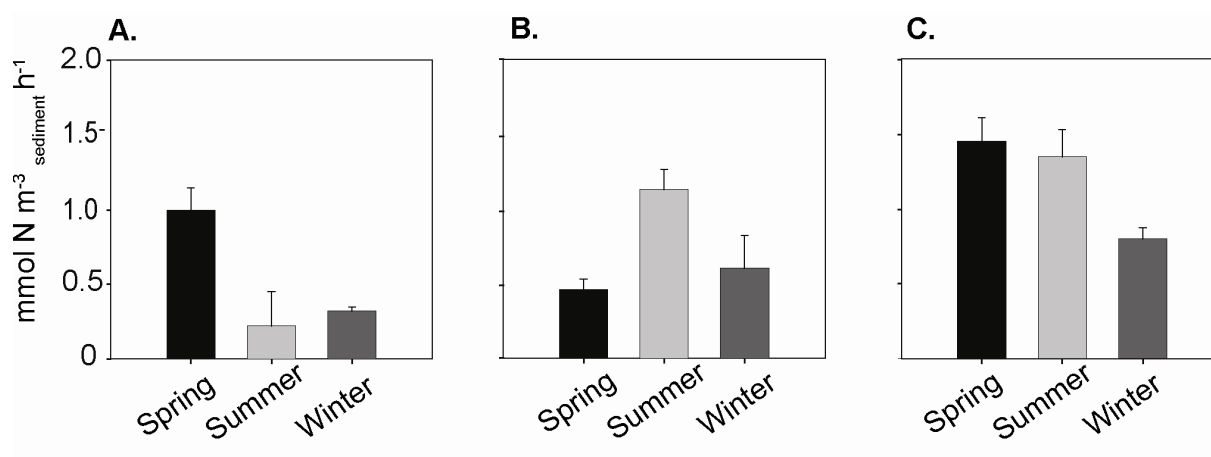 A.
B.
C.
mmol N m-3 sediment h-1
2.0
1.5
1.0
0.5
0
Spring
Summer
Winter
Spring
Summer
Winter
Spring
Summer
Winter